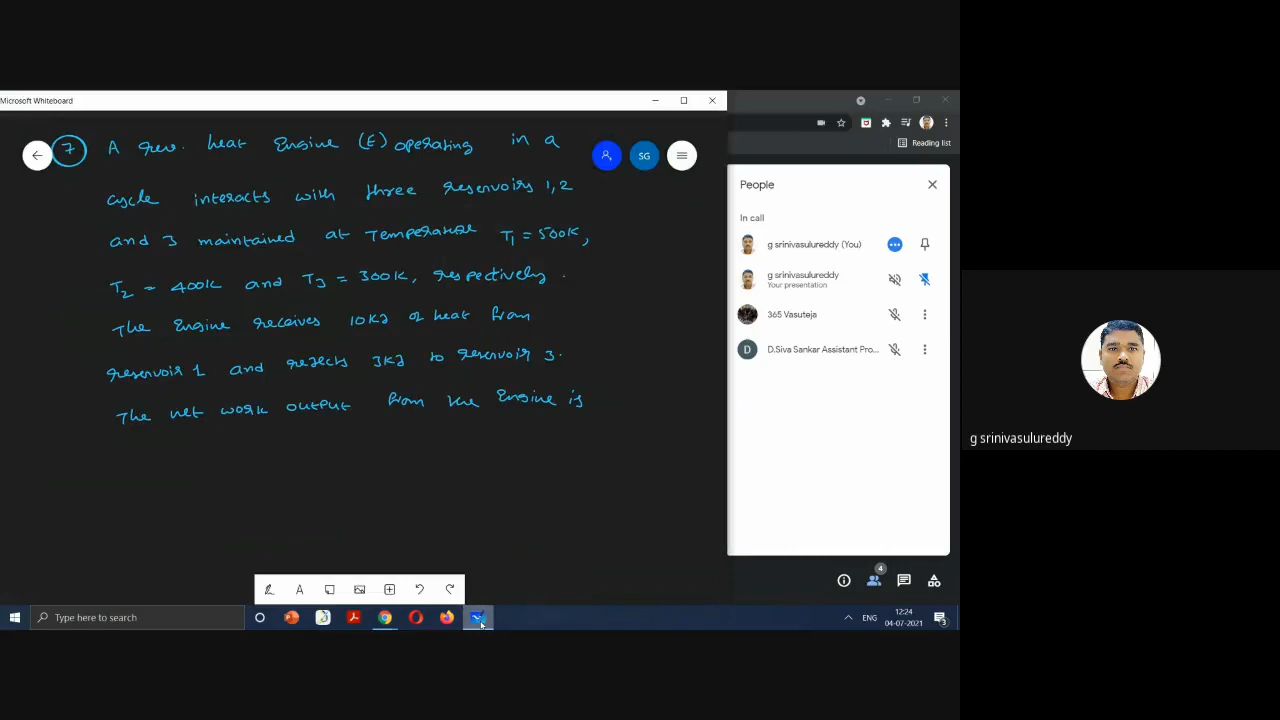 Microsoft Whiteboard
7 A rev. heat Engine (E) operating in a
cycle interacts with three reservoirs 1, 2
and 3 maintained at Temperature T1 = 500K,
T2 = 400K and T3 = 300K, respectively.
The Engine receives 10KJ of heat from
reservoir 1 and rejects 3KJ to reservoir 3.
The net work output from the Engine is
SG
Reading list
People
In call
g srinivasulureddy (You)
g srinivasulureddy
Your presentation
365 Vasuteja
D.Siva Sankar Assistant Pro...
4
g srinivasulureddy
Type here to search
ENG
12:24
04-07-2021
3